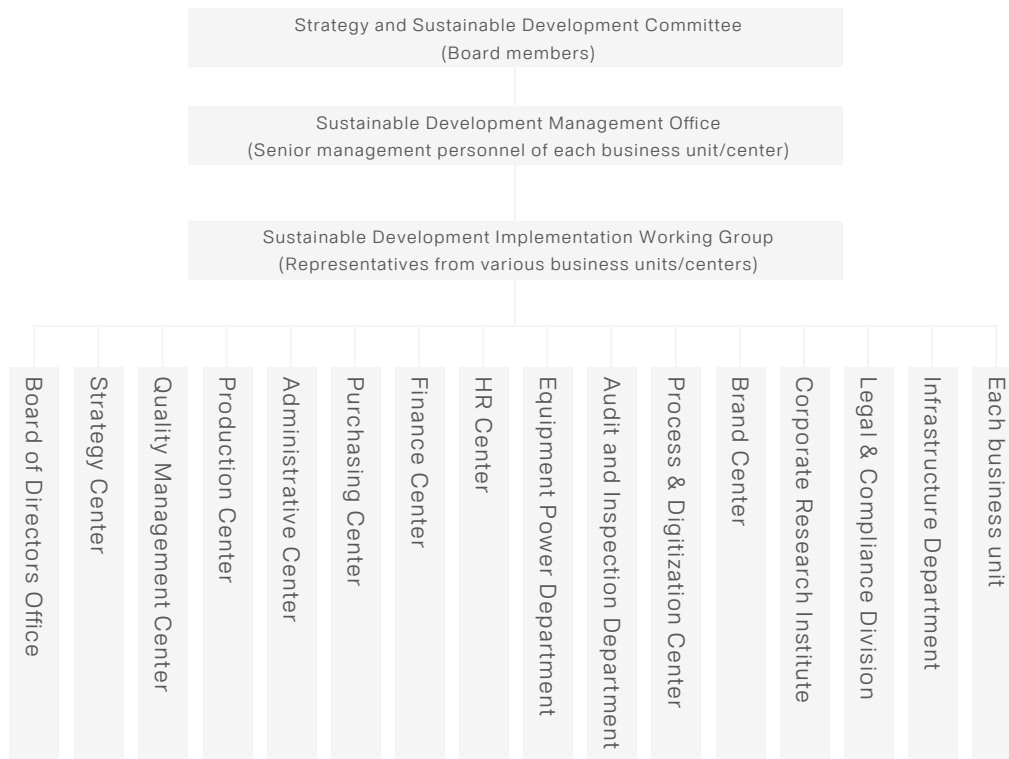 Strategy and Sustainable Development Committee
(Board members)
Sustainable Development Management Office
(Senior management personnel of each business unit/center)
Sustainable Development Implementation Working Group
(Representatives from various business units/centers)
Board of Directors Office
Strategy Center
Quality Management Center
Production Center
Administrative Center
Purchasing Center
Finance Center
HR Center
Equipment Power Department
Audit and Inspection Department
Process & Digitization Center
Brand Center
Corporate Research Institute
Legal & Compliance Division
Infrastructure Department
Each business unit